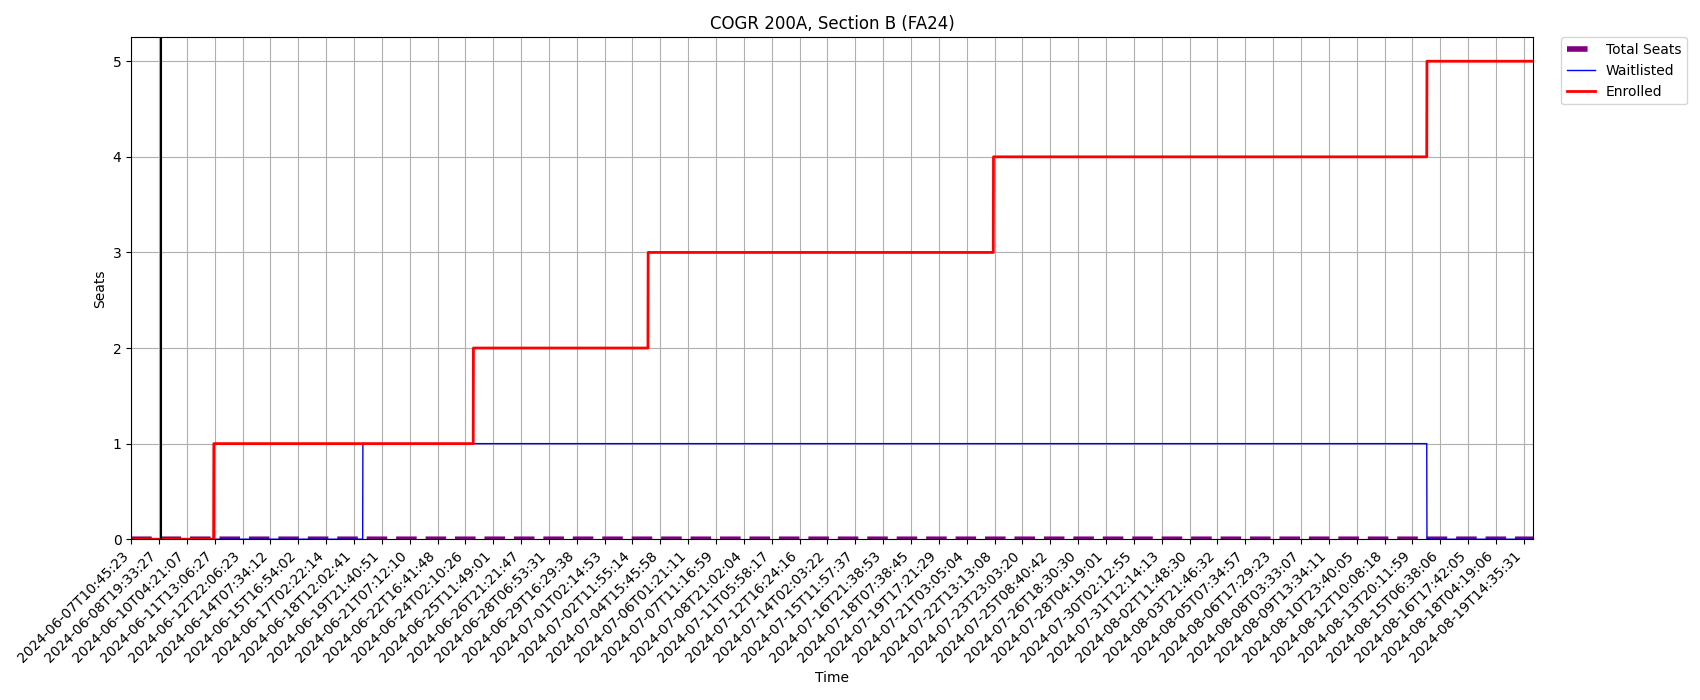 COGR 200A, Section B (FA24)
Total Seats
Waitlisted
Enrolled
5
4
3
2
1
0
Seats
2024-06-07T10:45:23
2024-06-08T19:33:27
2024-06-10T04:21:07
2024-06-11T13:06:27
2024-06-12T22:06:23
2024-06-14T07:34:12
2024-06-15T16:54:02
2024-06-17T02:22:14
2024-06-18T12:02:41
2024-06-19T21:40:51
2024-06-21T07:12:10
2024-06-22T16:41:48
2024-06-24T02:10:26
2024-06-25T11:49:01
2024-06-26T21:21:47
2024-06-28T06:53:31
2024-06-29T16:29:38
2024-07-01T02:14:53
2024-07-02T11:55:14
2024-07-04T15:45:58
2024-07-06T01:21:11
2024-07-07T11:16:59
2024-07-08T21:02:04
2024-07-11T05:58:17
2024-07-12T16:24:16
2024-07-14T02:03:22
2024-07-15T11:57:37
2024-07-16T21:38:53
2024-07-18T07:38:45
2024-07-19T17:21:29
2024-07-21T03:05:04
2024-07-22T13:13:08
2024-07-23T23:03:20
2024-07-25T08:40:42
2024-07-26T18:30:30
2024-07-28T04:19:01
2024-07-30T02:12:55
2024-07-31T12:14:13
2024-08-02T11:48:30
2024-08-03T21:46:32
2024-08-05T07:34:57
2024-08-06T17:29:23
2024-08-08T03:33:07
2024-08-09T13:34:11
2024-08-10T23:40:05
2024-08-12T10:08:18
2024-08-13T20:11:59
2024-08-15T06:38:06
2024-08-16T17:42:05
2024-08-18T04:19:06
2024-08-19T14:35:31
Time